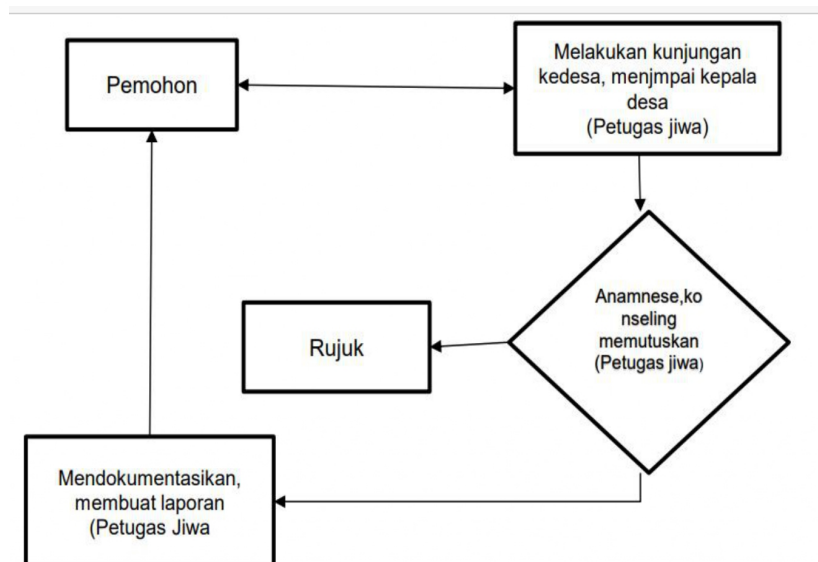 Pemohon
Melakukan kunjungan
kedesa, menjmpai kepala
desa
(Petugas jiwa)
Anamnese,ko
nseling
memutuskan
(Petugas jiwa)
Rujuk
Mendokumentasikan,
membuat laporan
(Petugas Jiwa